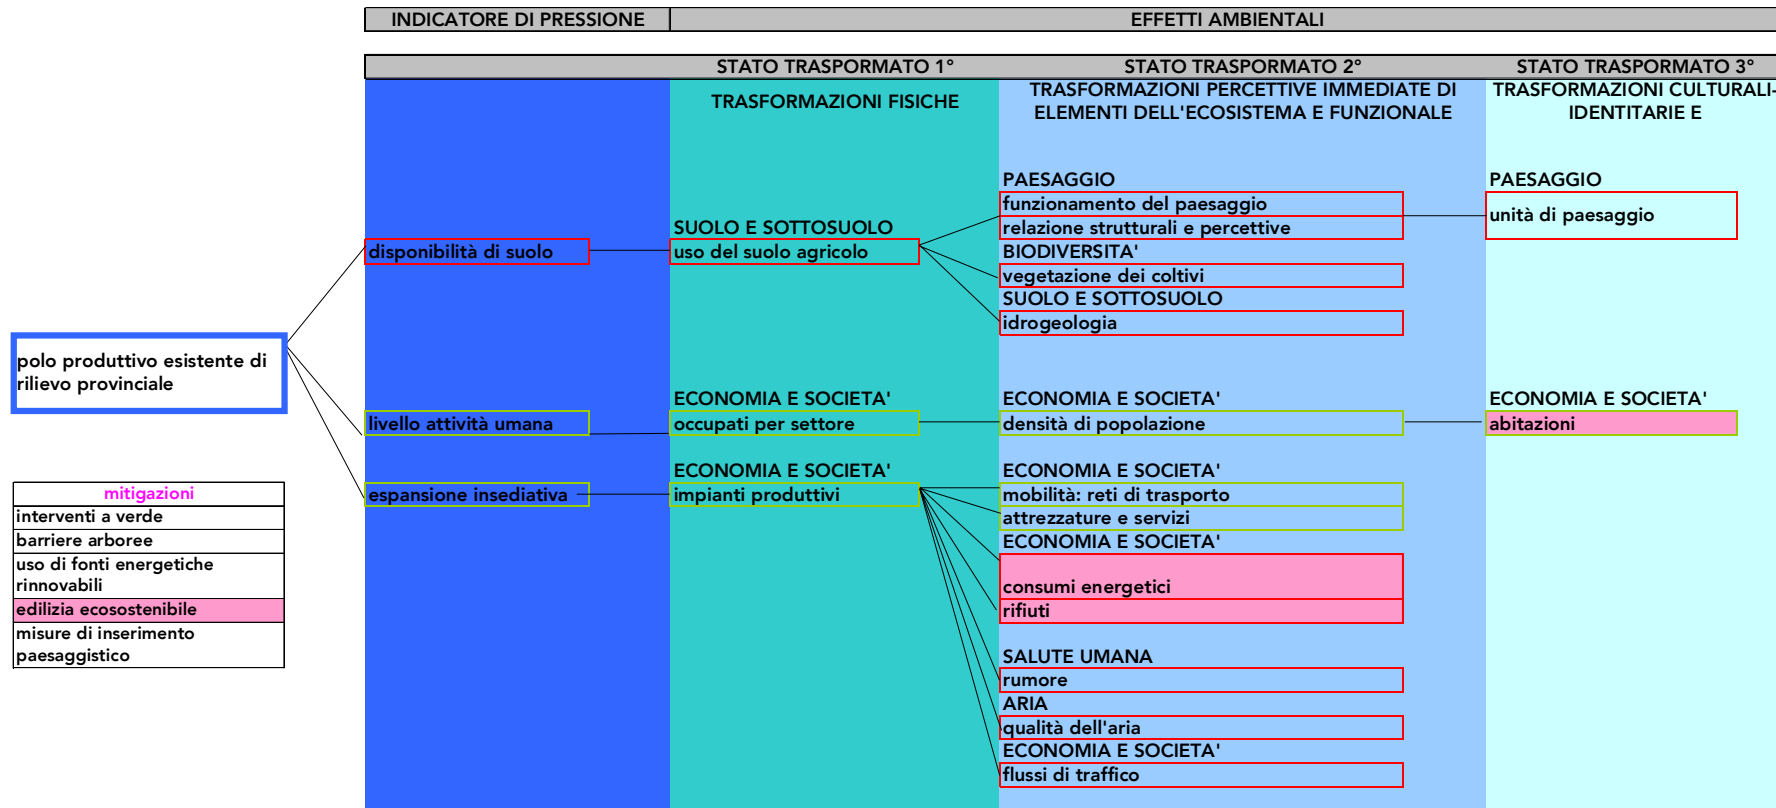 INDICATORE DI PRESSIONE
EFFETTI AMBIENTALI
STATO TRASPORMATO 1°
STATO TRASPORMATO 2°
STATO TRASPORMATO 3°
TRASFORMAZIONI FISICHE
TRASFORMAZIONI PERCETTIVE IMMEDIATE DI
ELEMENTI DELL'ECOSISTEMA E FUNZIONALE
TRASFORMAZIONI CULTURALI-
IDENTITARIE E
polo produttivo esistente di
rilievo provinciale
disponibilità di suolo
SUOLO E SOTTOSUOLO
uso del suolo agricolo
PAESAGGIO
funzionamento del paesaggio
relazione strutturali e percettive
BIODIVERSITA'
vegetazione dei coltivi
SUOLO E SOTTOSUOLO
idrogeologia
PAESAGGIO
unità di paesaggio
livello attività umana
ECONOMIA E SOCIETA'
occupati per settore
ECONOMIA E SOCIETA'
densità di popolazione
ECONOMIA E SOCIETA'
abitazioni
espansione insediativa
ECONOMIA E SOCIETA'
impianti produttivi
ECONOMIA E SOCIETA'
mobilità: reti di trasporto
attrezzature e servizi
ECONOMIA E SOCIETA'
consumi energetici
rifiuti
SALUTE UMANA
rumore
ARIA
qualità dell'aria
ECONOMIA E SOCIETA'
flussi di traffico
mitigazioni
interventi a verde
barriere arboree
uso di fonti energetiche
rinnovabili
edilizia ecosostenibile
misure di inserimento
paesaggistico